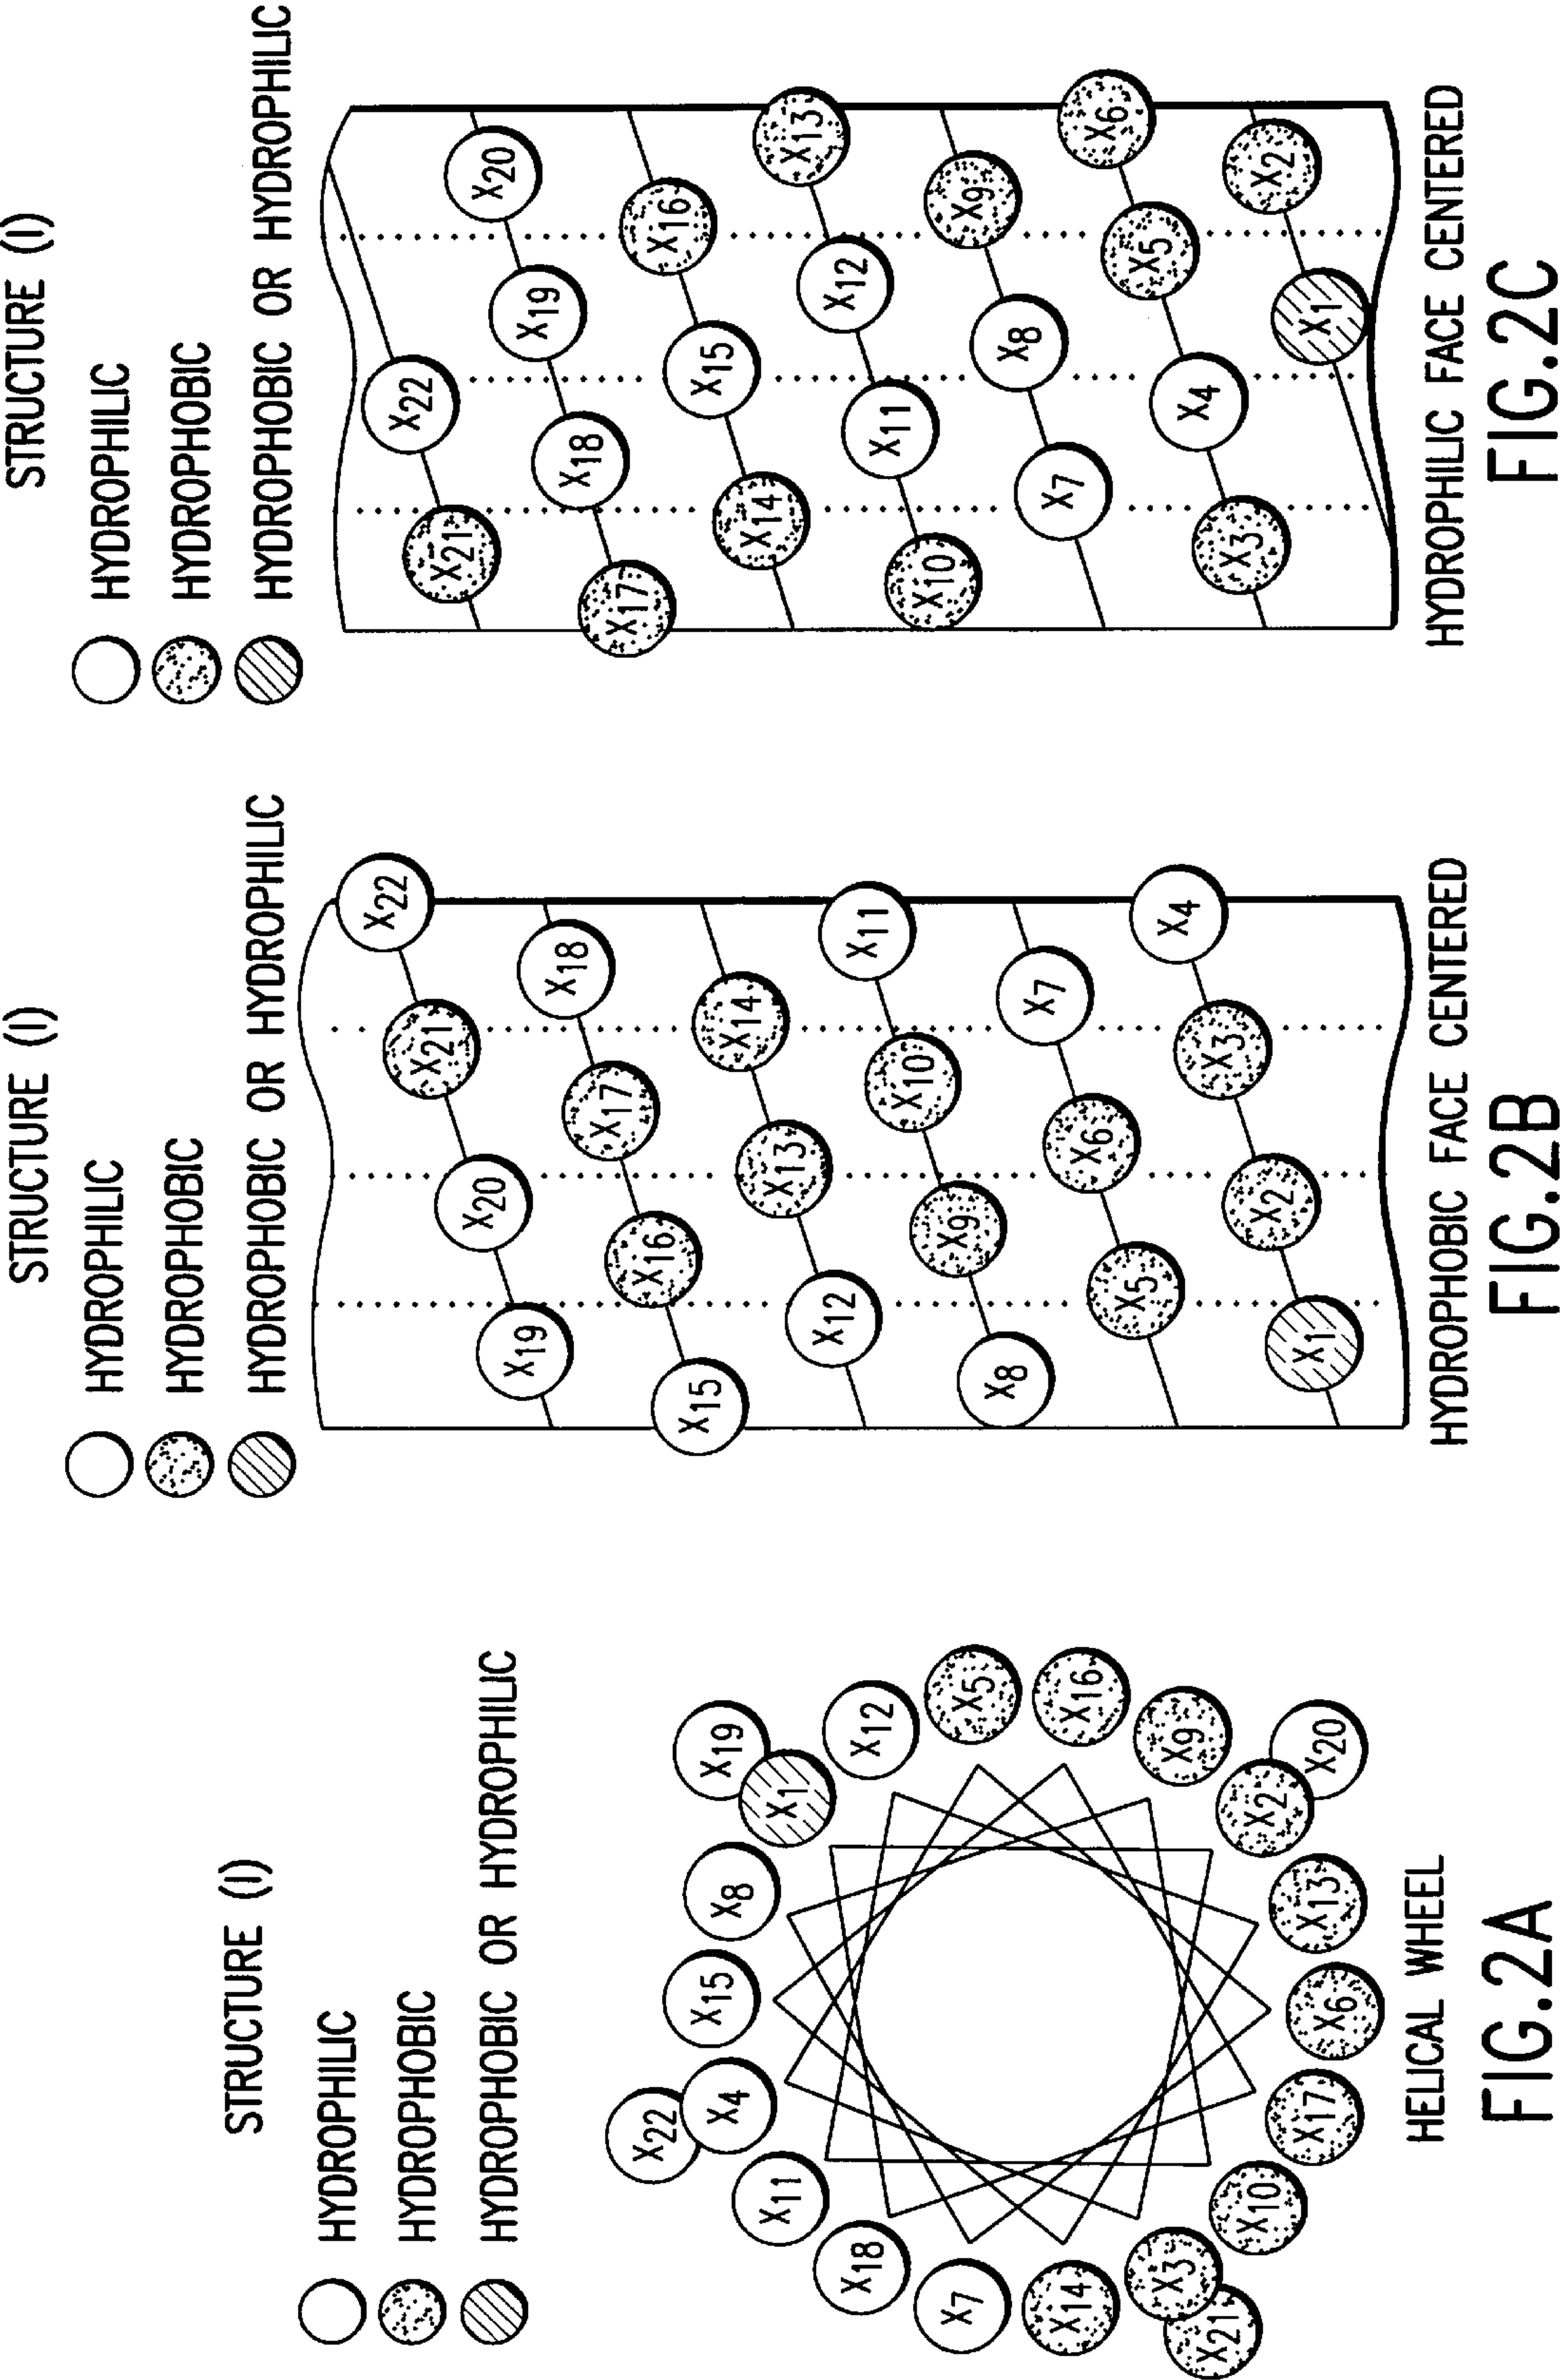 STRUCTURE (I)
HYDROPHILIC
HYDROPHOBIC
HYDROPHOBIC OR HYDROPHILIC
X22
X19
X4
X15
X8
X1
X11
X12
X18
X7
X5
X14
X16
X3
X9
X21
X10
X2
X20
X17
X6
X13
HELICAL WHEEL
FIG.2A
STRUCTURE (I)
HYDROPHILIC
HYDROPHOBIC
HYDROPHOBIC OR HYDROPHILIC
X22
X21
X20
X19
X18
X17
X16
X15
X14
X13
X12
X11
X10
X9
X8
X7
X6
X5
X4
X3
X2
X1
HYDROPHOBIC FACE CENTERED
FIG.2B
STRUCTURE (I)
HYDROPHILIC
HYDROPHOBIC
HYDROPHOBIC OR HYDROPHILIC
X22
X21
X20
X19
X18
X17
X16
X15
X14
X13
X12
X11
X10
X9
X8
X7
X6
X5
X4
X3
X2
X1
HYDROPHILIC FACE CENTERED
FIG.2C